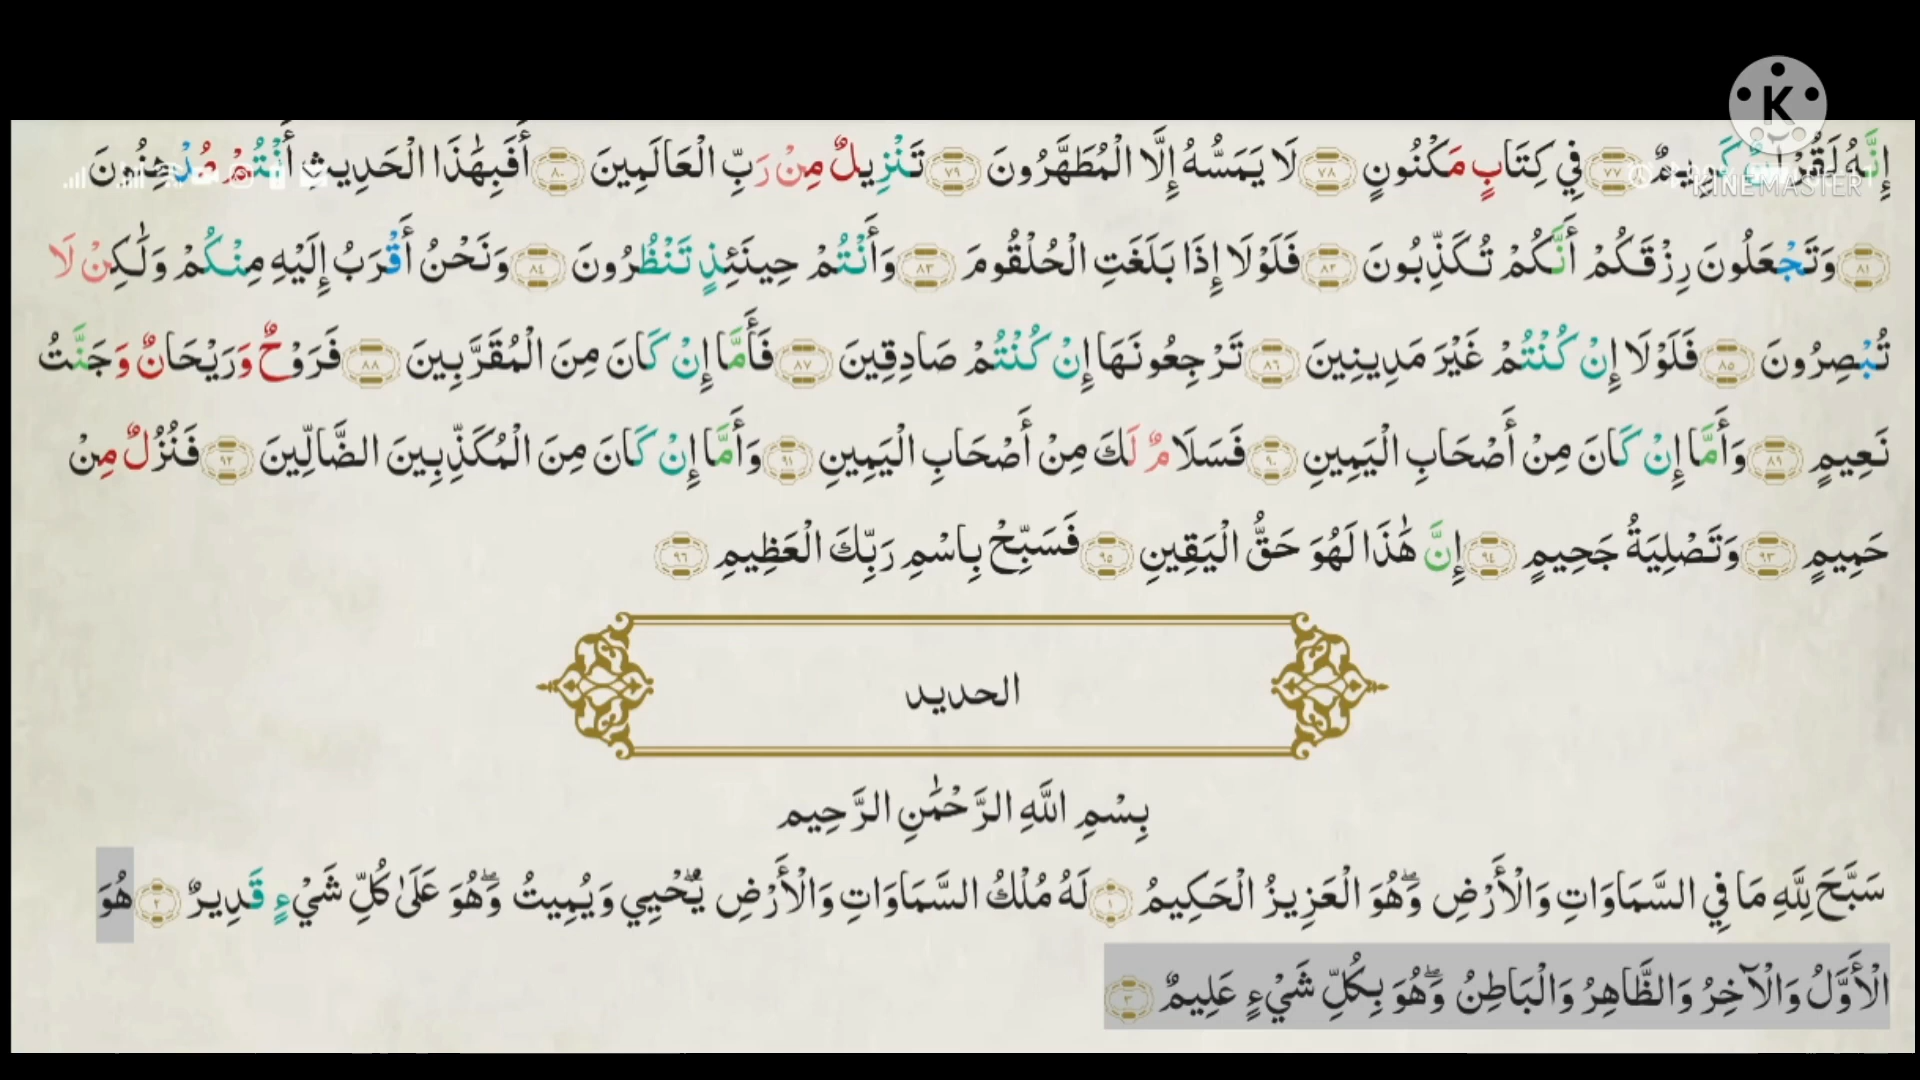 K
KINEMASTER
إِنَّهُ لَقُرْآنٌ كَرِيمٌ ٧٧ فِي كِتَابٍ مَكْنُونٍ ٧٨ لَا يَمَسُّهُ إِلَّا الْمُطَهَّرُونَ ٧٩ تَنْزِيلٌ مِنْ رَبِّ الْعَالَمِينَ ٨٠ أَفَبِهَٰذَا الْحَدِيثِ أَنْتُمْ مُدْهِنُونَ
٨١ وَتَجْعَلُونَ رِزْقَكُمْ أَنَّكُمْ تُكَذِّبُونَ ٨٢ فَلَوْلَا إِذَا بَلَغَتِ الْحُلْقُومَ ٨٣ وَأَنْتُمْ حِينَئِذٍ تَنْظُرُونَ ٨٤ وَنَحْنُ أَقْرَبُ إِلَيْهِ مِنْكُمْ وَلَٰكِنْ لَا
تُبْصِرُونَ ٨٥ فَلَوْلَا إِنْ كُنْتُمْ غَيْرَ مَدِينِينَ ٨٦ تَرْجِعُونَهَا إِنْ كُنْتُمْ صَادِقِينَ ٨٧ فَأَمَّا إِنْ كَانَ مِنَ الْمُقَرَّبِينَ ٨٨ فَرَوْحٌ وَرَيْحَانٌ وَجَنَّتُ
نَعِيمٍ ٨٩ وَأَمَّا إِنْ كَانَ مِنْ أَصْحَابِ الْيَمِينِ ٩٠ فَسَلَامٌ لَكَ مِنْ أَصْحَابِ الْيَمِينِ ٩١ وَأَمَّا إِنْ كَانَ مِنَ الْمُكَذِّبِينَ الضَّالِّينَ ٩٢ فَنُزُلٌ مِنْ
حَمِيمٍ ٩٣ وَتَصْلِيَةُ جَحِيمٍ ٩٤ إِنَّ هَٰذَا لَهُوَ حَقُّ الْيَقِينِ ٩٥ فَسَبِّحْ بِاسْمِ رَبِّكَ الْعَظِيمِ ٩٦
الحديد
بِسْمِ اللَّهِ الرَّحْمَٰنِ الرَّحِيمِ
سَبَّحَ لِلَّهِ مَا فِي السَّمَاوَاتِ وَالْأَرْضِ ۖ وَهُوَ الْعَزِيزُ الْحَكِيمُ ١ لَهُ مُلْكُ السَّمَاوَاتِ وَالْأَرْضِ ۖ يُحْيِي وَيُمِيتُ ۖ وَهُوَ عَلَىٰ كُلِّ شَيْءٍ قَدِيرٌ ٢ هُوَ
الْأَوَّلُ وَالْآخِرُ وَالظَّاهِرُ وَالْبَاطِنُ ۖ وَهُوَ بِكُلِّ شَيْءٍ عَلِيمٌ ٣